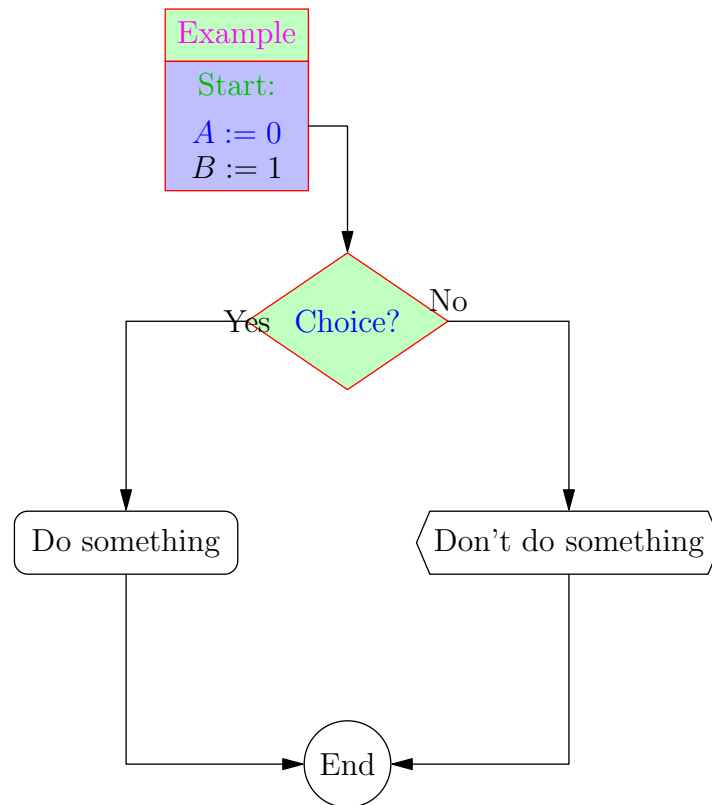 Example
Start:
A := 0
B := 1
Yes
Choice?
No
Do something
Don't do something
End